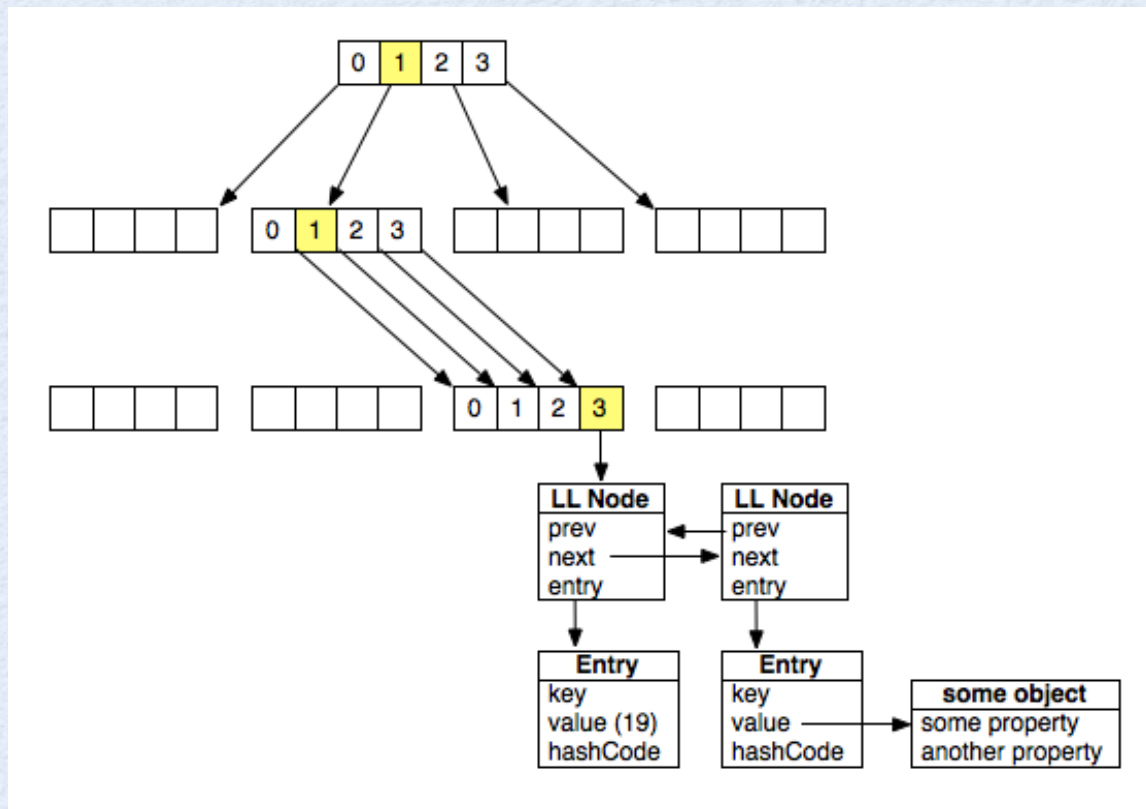 0 1 2 3
0 1 2 3
0 1 2 3
LL Node
prev
next
entry
LL Node
prev
next
entry
Entry
key
value (19)
hashCode
Entry
key
value
hashCode
some object
some property
another property